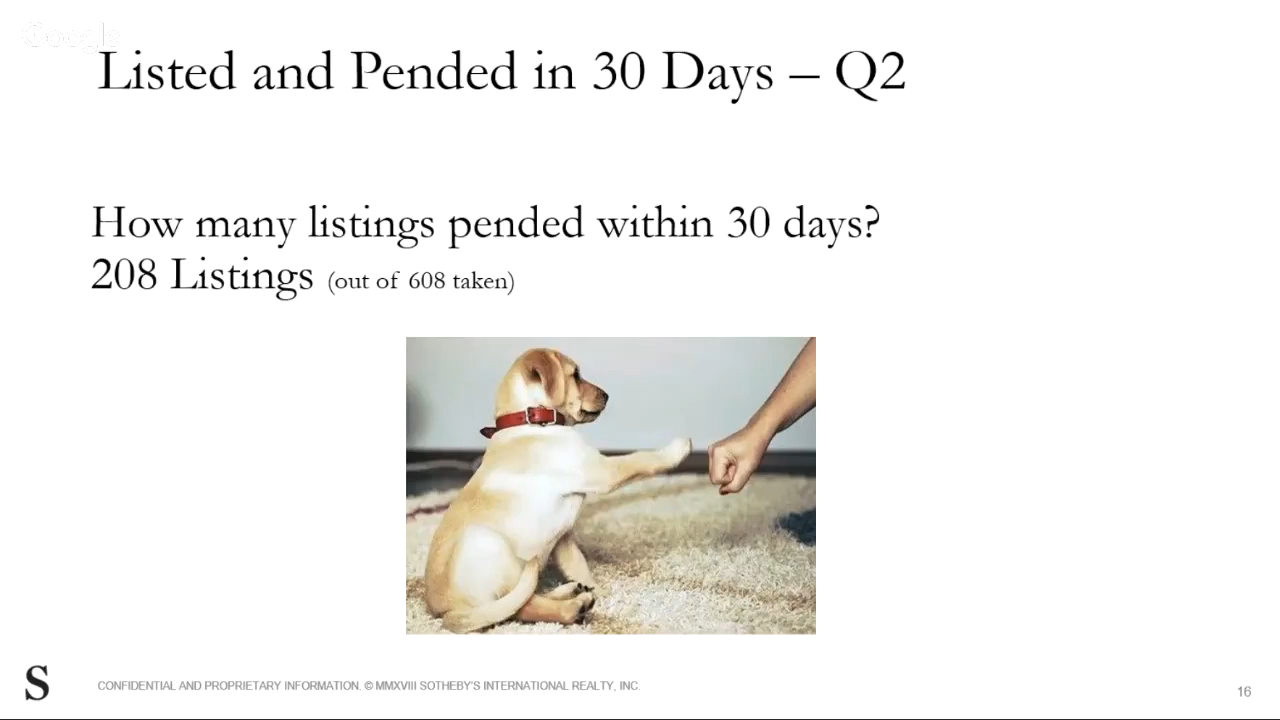 Google
Listed and Pended in 30 Days – Q2
How many listings pended within 30 days?
208 Listings (out of 608 taken)
S
CONFIDENTIAL AND PROPRIETARY INFORMATION. © MMXVIII SOTHEBY'S INTERNATIONAL REALTY, INC.
16